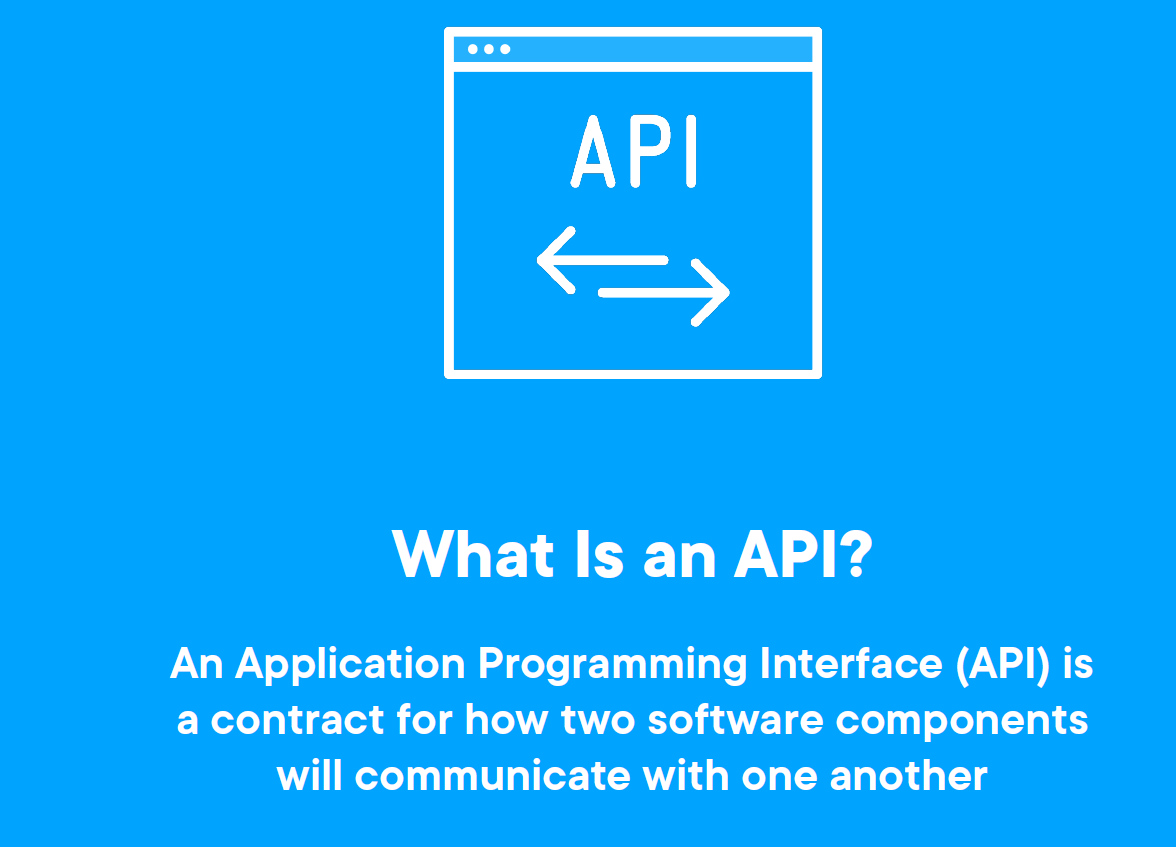 API
What Is an API?
An Application Programming Interface (API) is
a contract for how two software components
will communicate with one another